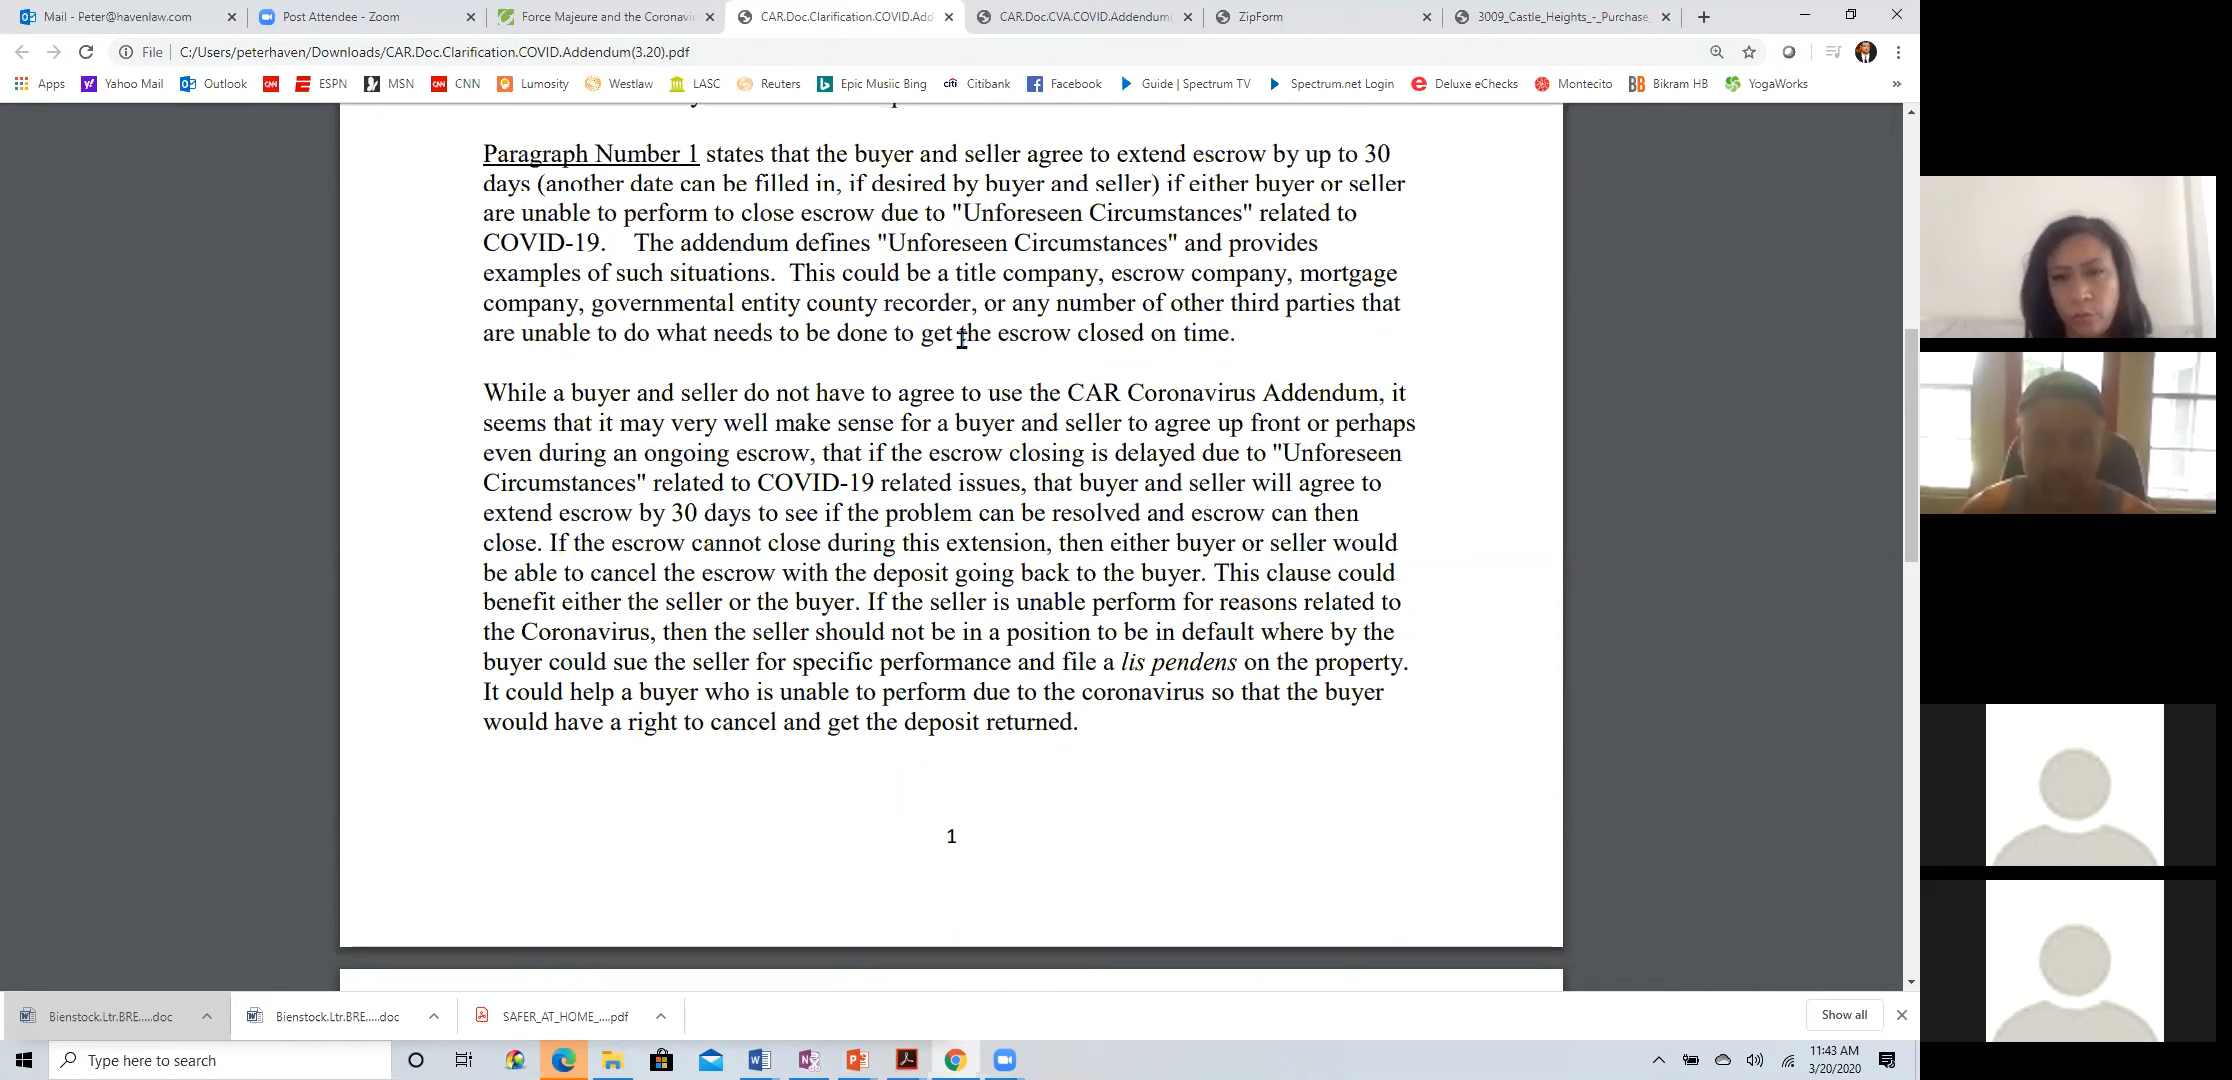 Mail - Peter@havenlaw.com
Post Attendee - Zoom
Force Majeure and the Coronavir
CAR.Doc.Clarification.COVID.Add
CAR.Doc.CVA.COVID.Addendum
ZipForm
3009_Castle_Heights_-_Purchase_
File C:/Users/peterhaven/Downloads/CAR.Doc.Clarification.COVID.Addendum(3.20).pdf
Apps Yahoo Mail Outlook ESPN MSN CNN Lumosity Westlaw LASC Reuters Epic Musiic Bing Citibank Facebook Guide | Spectrum TV Spectrum.net Login Deluxe eChecks Montecito Bikram HB YogaWorks »
Paragraph Number 1 states that the buyer and seller agree to extend escrow by up to 30
days (another date can be filled in, if desired by buyer and seller) if either buyer or seller
are unable to perform to close escrow due to "Unforeseen Circumstances" related to
COVID-19. The addendum defines "Unforeseen Circumstances" and provides
examples of such situations. This could be a title company, escrow company, mortgage
company, governmental entity county recorder, or any number of other third parties that
are unable to do what needs to be done to get the escrow closed on time.
While a buyer and seller do not have to agree to use the CAR Coronavirus Addendum, it
seems that it may very well make sense for a buyer and seller to agree up front or perhaps
even during an ongoing escrow, that if the escrow closing is delayed due to "Unforeseen
Circumstances" related to COVID-19 related issues, that buyer and seller will agree to
extend escrow by 30 days to see if the problem can be resolved and escrow can then
close. If the escrow cannot close during this extension, then either buyer or seller would
be able to cancel the escrow with the deposit going back to the buyer. This clause could
benefit either the seller or the buyer. If the seller is unable perform for reasons related to
the Coronavirus, then the seller should not be in a position to be in default where by the
buyer could sue the seller for specific performance and file a lis pendens on the property.
It could help a buyer who is unable to perform due to the coronavirus so that the buyer
would have a right to cancel and get the deposit returned.
1
Bienstock.Ltr.BRE.....doc
Bienstock.Ltr.BRE.....doc
SAFER_AT_HOME_....pdf
Show all
Type here to search
11:43 AM
3/20/2020